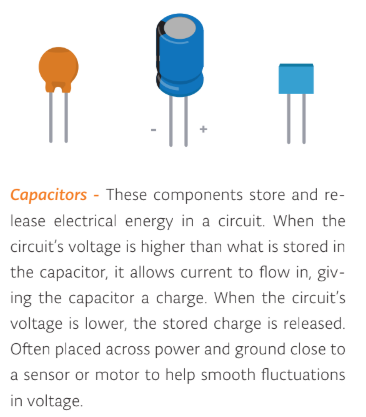 - +
Capacitors - These components store and re-
lease electrical energy in a circuit. When the
circuit’s voltage is higher than what is stored in
the capacitor, it allows current to flow in, giv-
ing the capacitor a charge. When the circuit’s
voltage is lower, the stored charge is released.
Often placed across power and ground close to
a sensor or motor to help smooth fluctuations
in voltage.